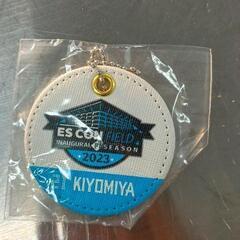 ES CON FIELD
INAUGURAL SEASON
2023
KIYOMIYA